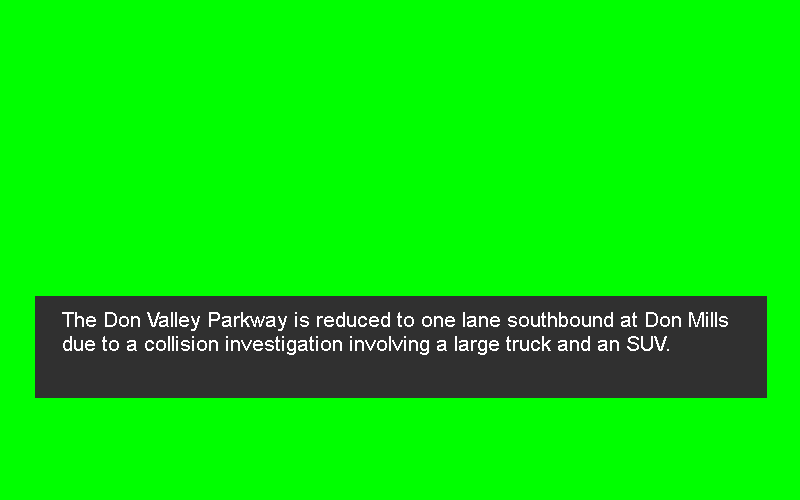 The Don Valley Parkway is reduced to one lane southbound at Don Mills
due to a collision investigation involving a large truck and an SUV.